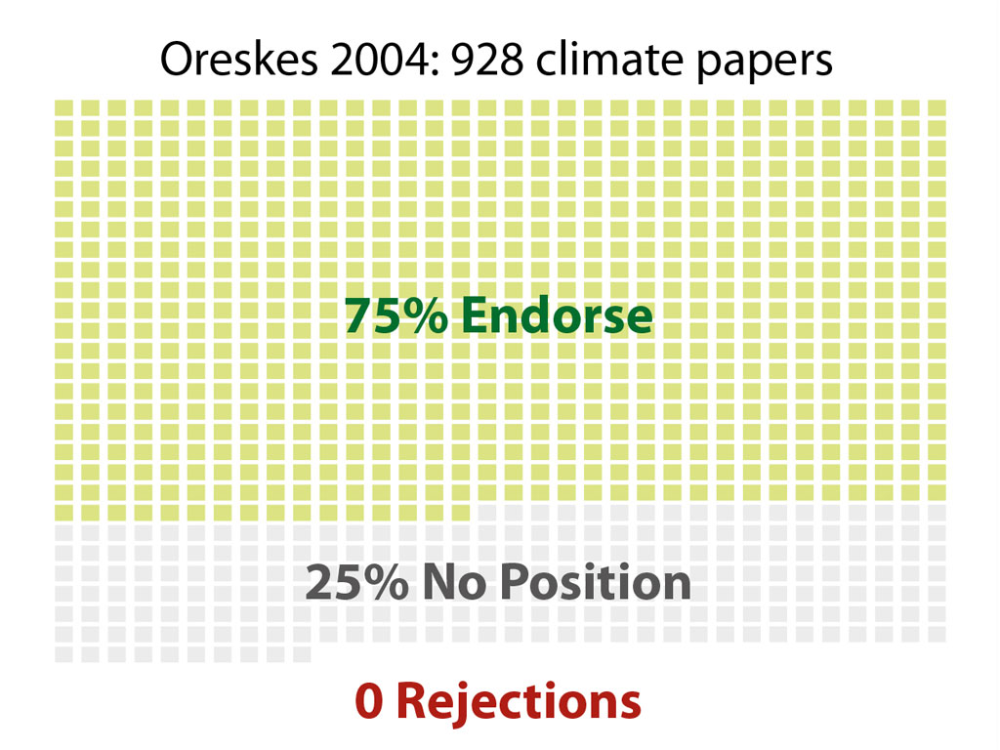 Oreskes 2004: 928 climate papers
75% Endorse
25% No Position
0 Rejections